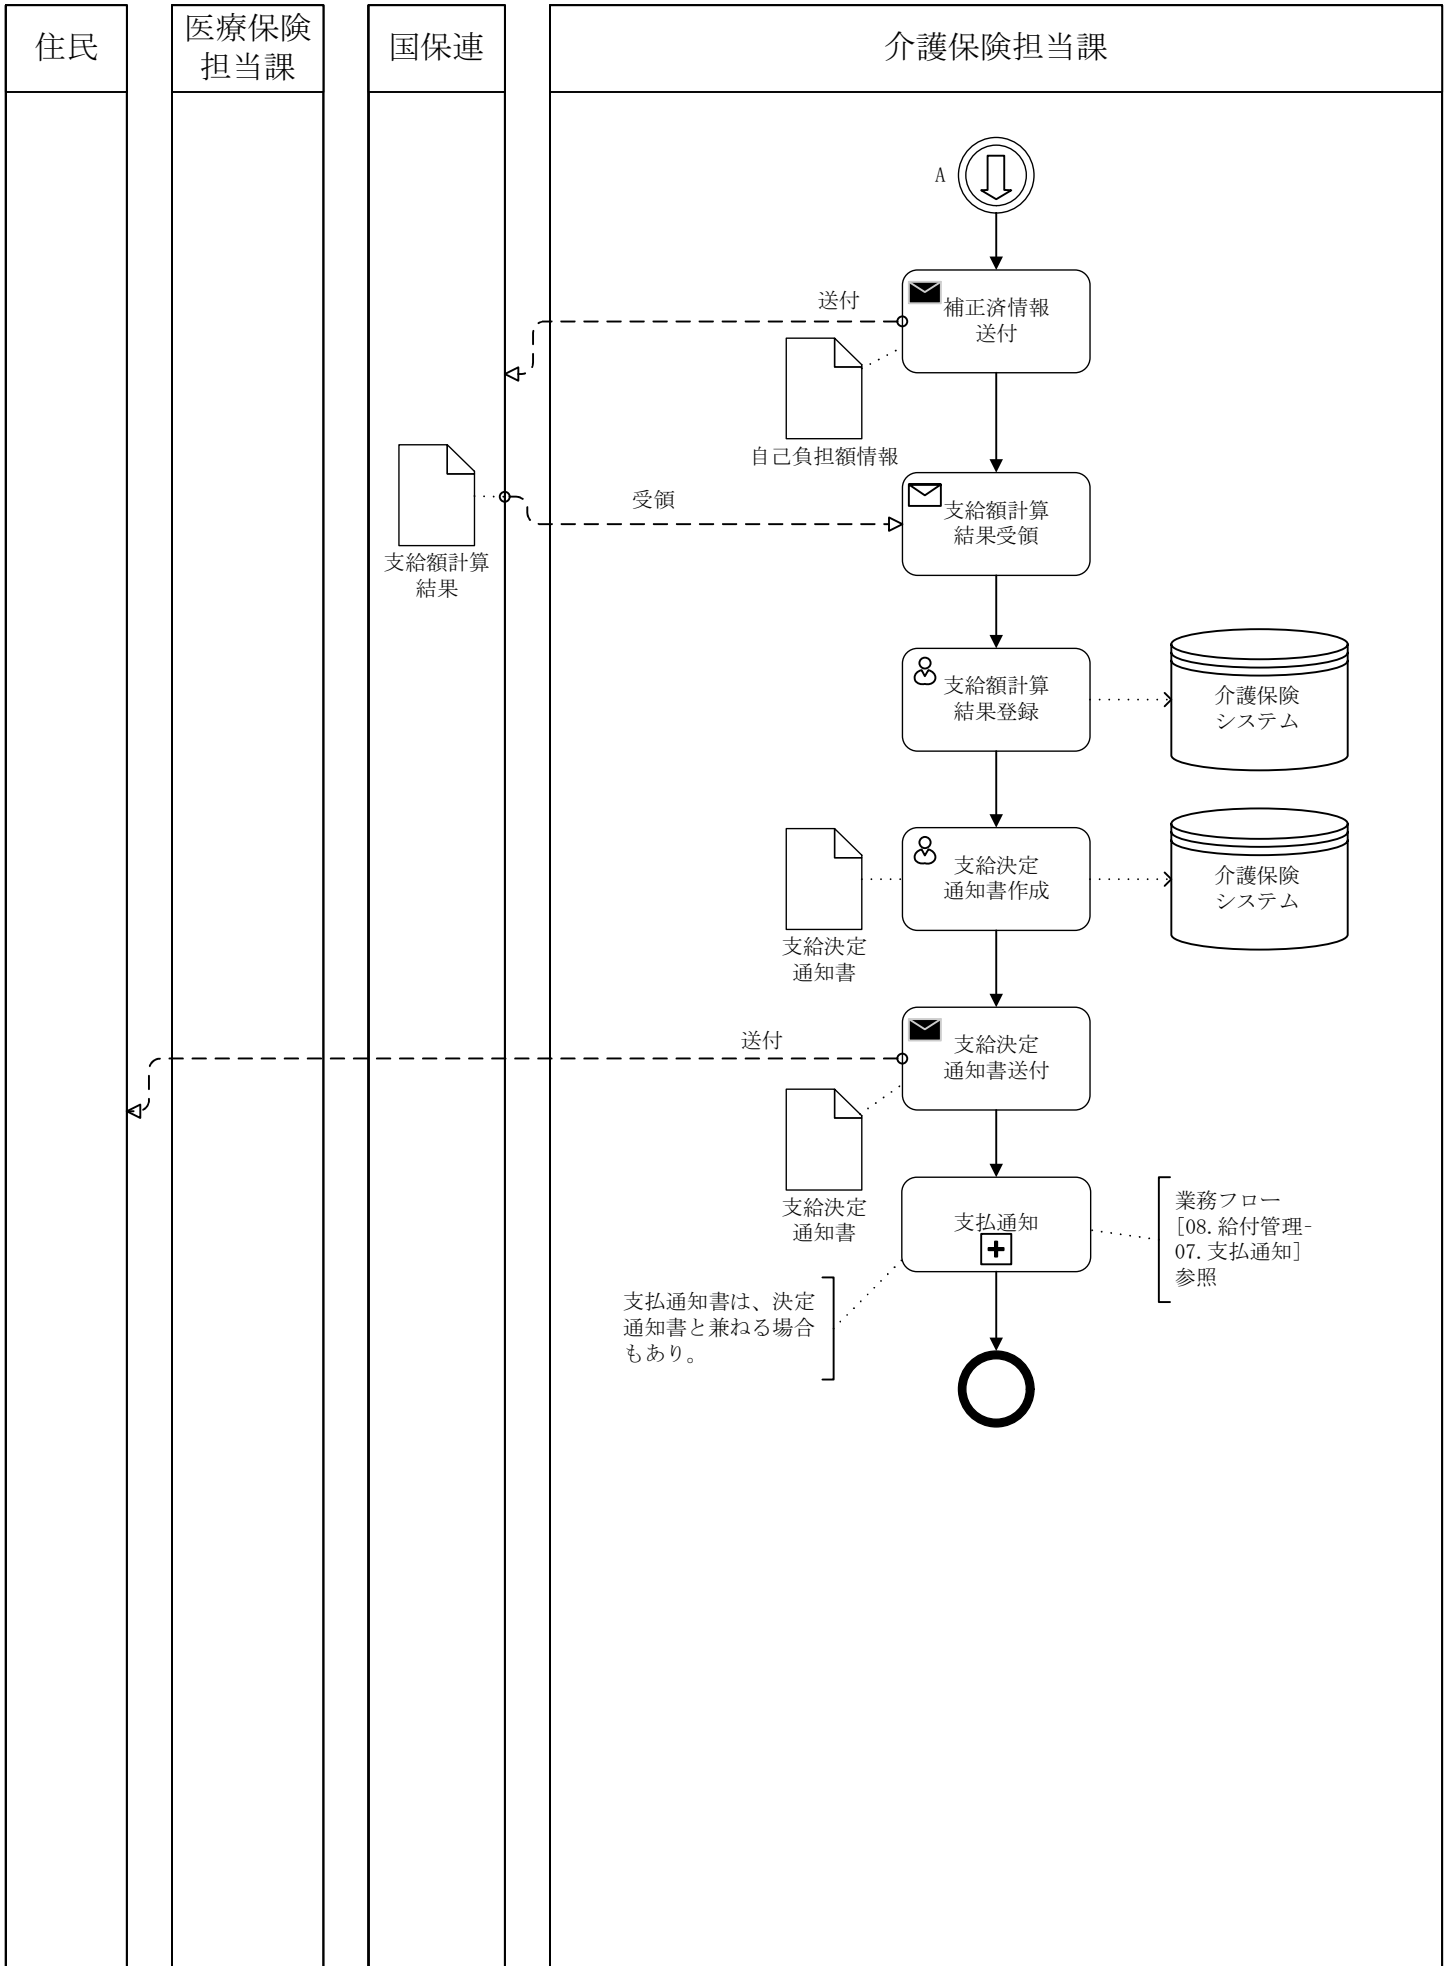 住民
医療保険
担当課
国保連
介護保険担当課
A
送付
補正済情報
送付
自己負担額情報
受領
支給額計算
結果受領
支給額計算
結果
支給額計算
結果登録
介護保険
システム
支給決定
通知書作成
介護保険
システム
支給決定
通知書
送付
支給決定
通知書送付
支給決定
通知書
支払通知
業務フロー
[08.給付管理-
07.支払通知]
参照
支払通知書は、決定
通知書と兼ねる場合
もあり。